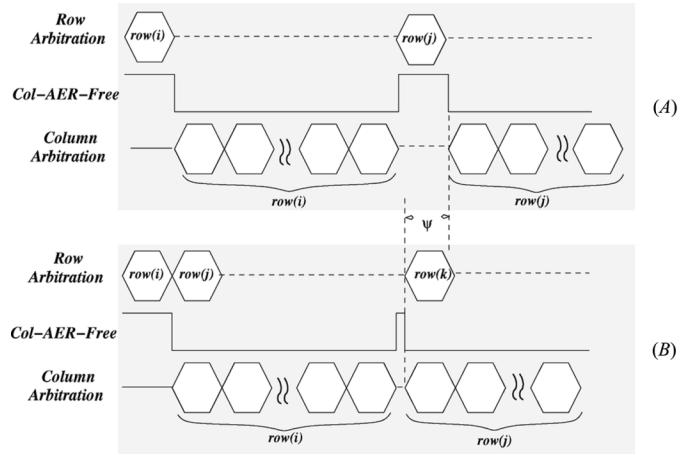 Row
Arbitration
row(i)
row(j)
Col–AER–Free
(A)
Column
Arbitration
row(i)
row(j)
ψ
Row
Arbitration
row(i)
row(j)
row(k)
Col–AER–Free
(B)
Column
Arbitration
row(i)
row(j)